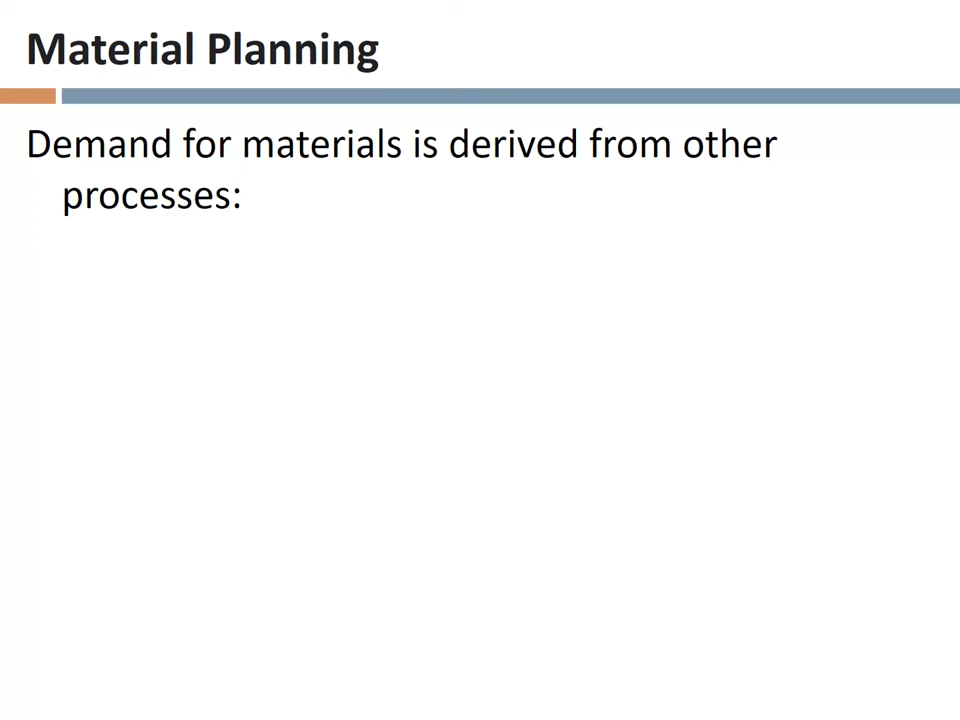 Material Planning
Demand for materials is derived from other
processes: